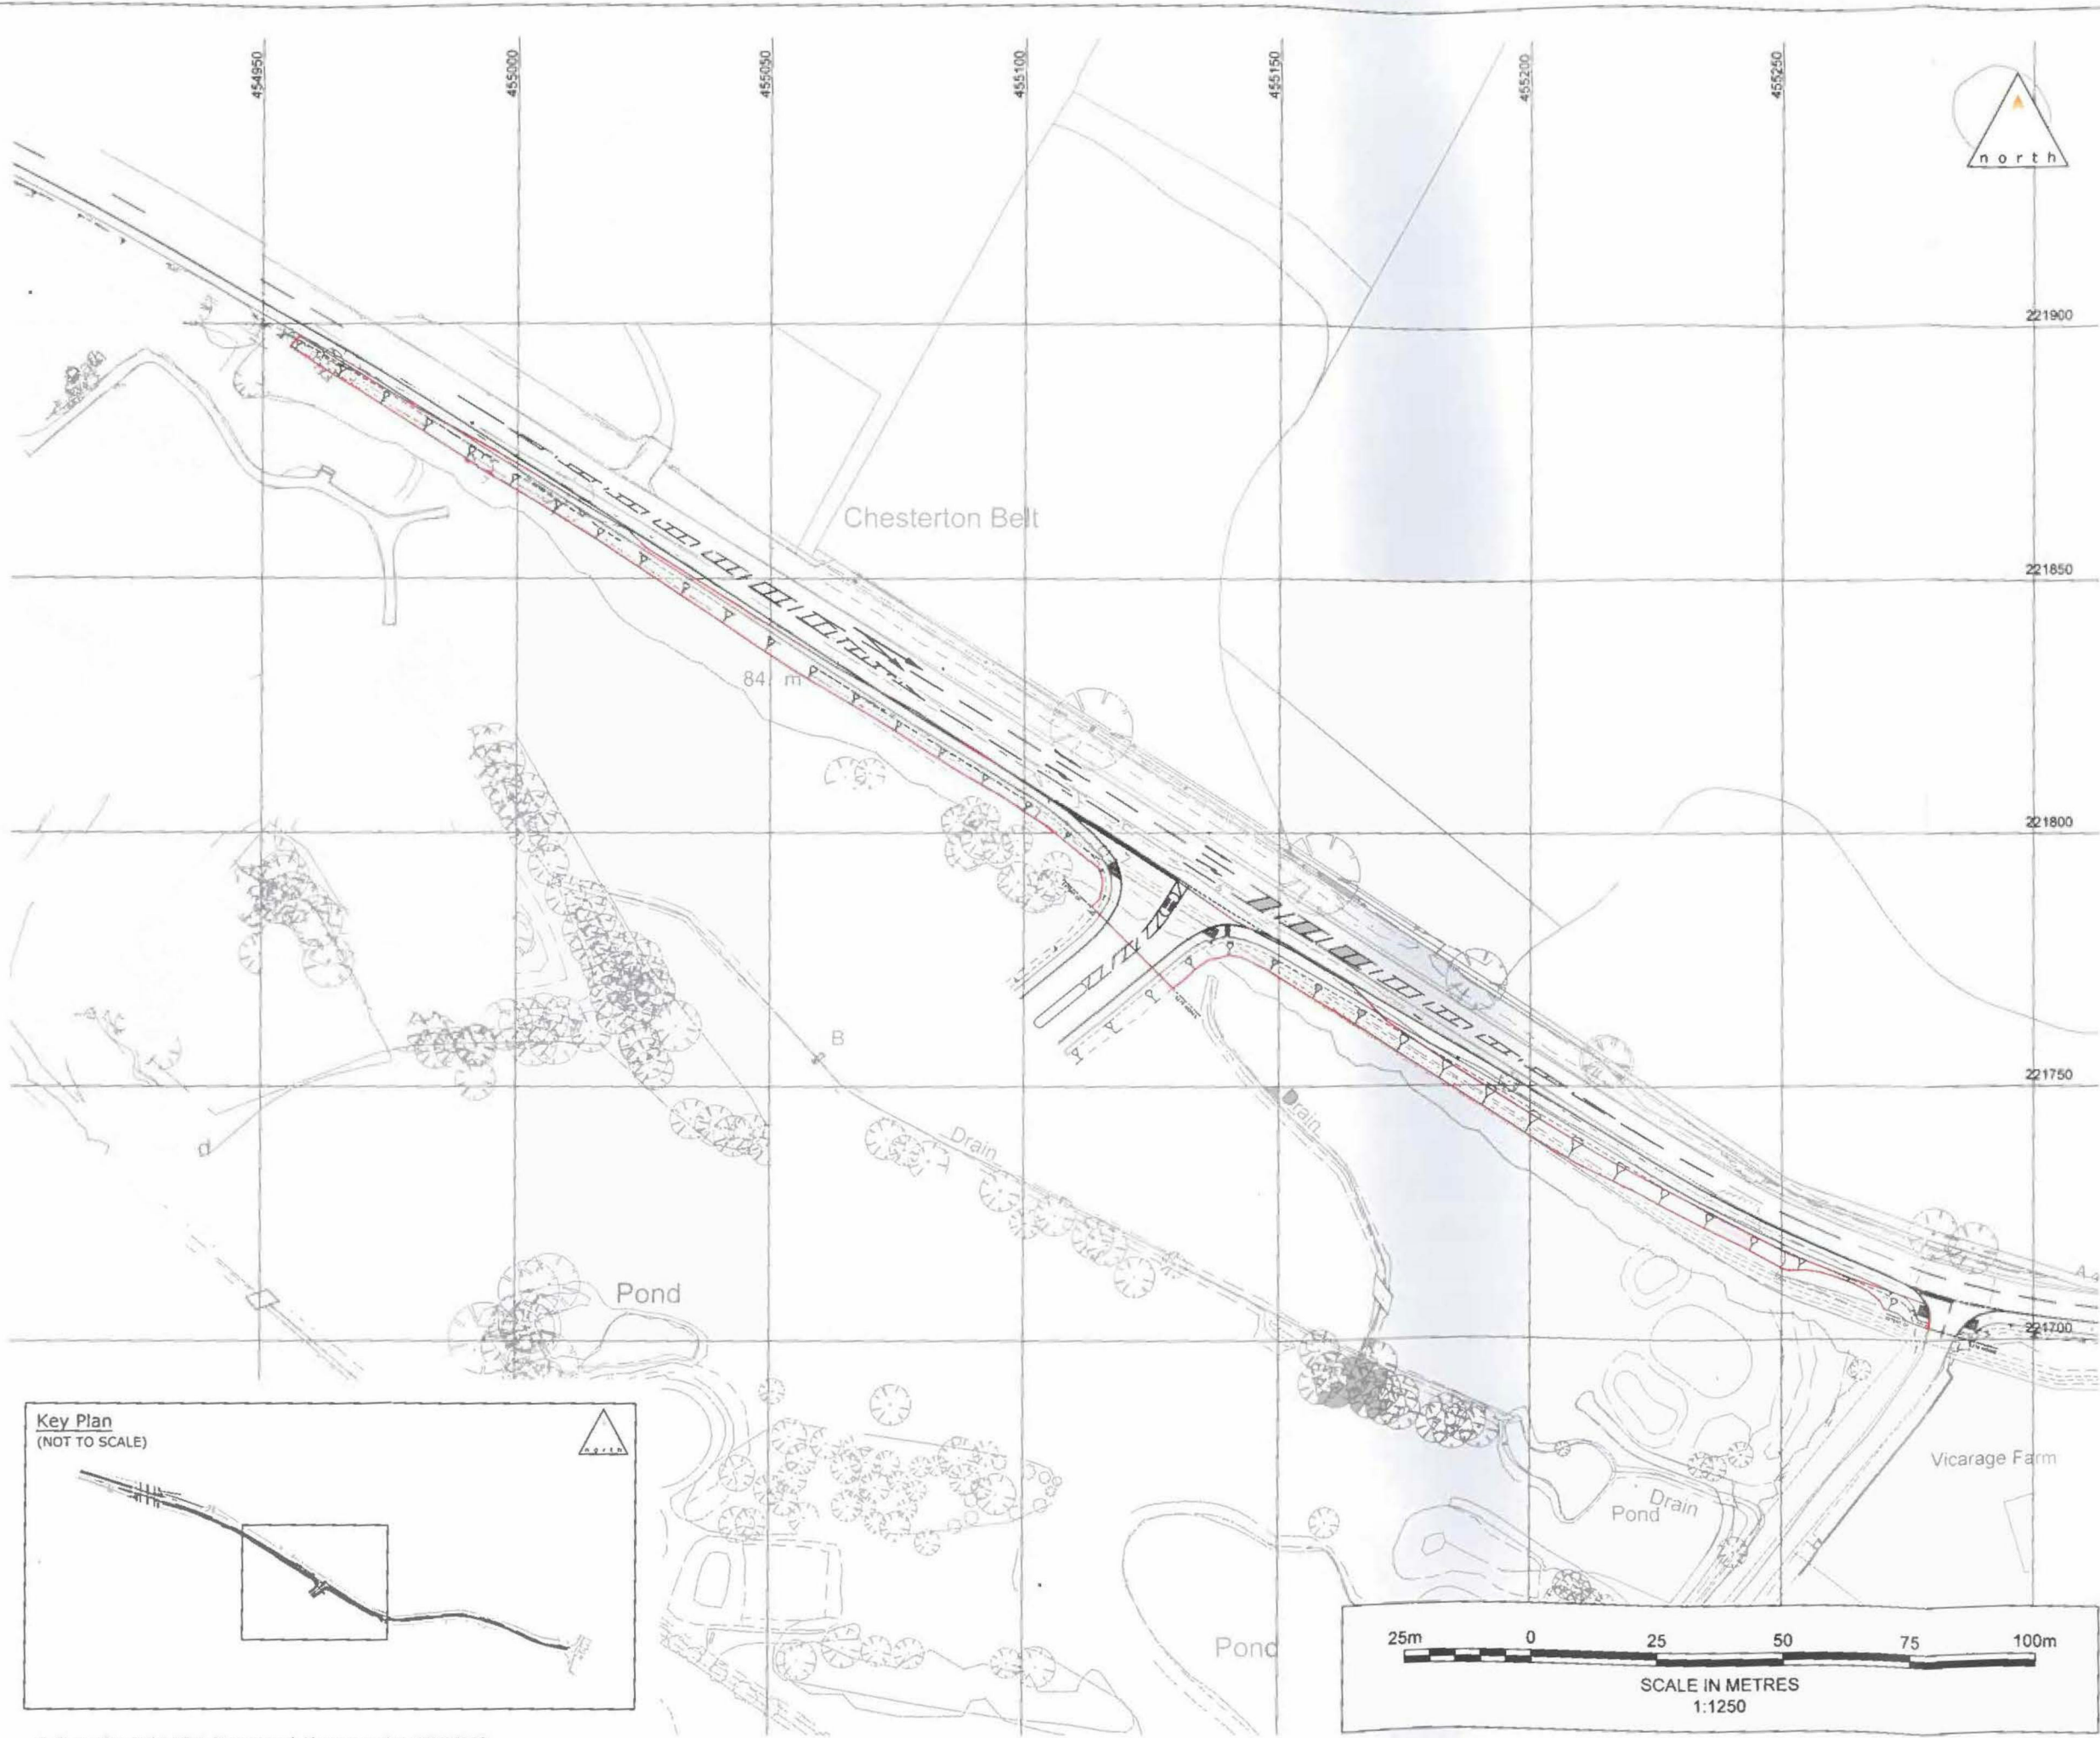 454950
455000
455050
455100
455150
455200
455250
north
221900
Chesterton Belt
221850
84. m
221800
B
221750
Drain
Drain
Pond
221700
Key Plan
(NOT TO SCALE)
north
Vicarage Farm
Drain
Pond
Pond
25m 0 25 50 75 100m
SCALE IN METRES
1:1250